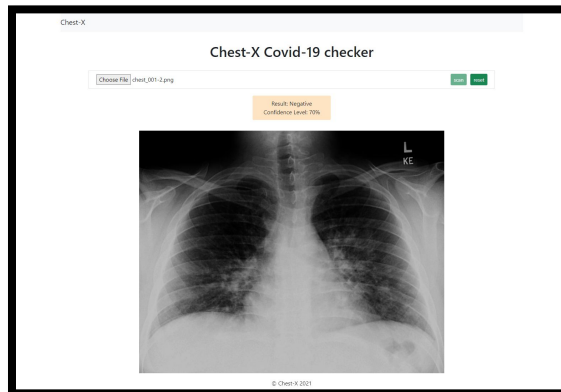 Chest-X
Chest-X Covid-19 checker
Choose File chest_001-2.png scan reset
Result: Negative
Confidence Level: 70%
L
KE
© Chest-X 2021